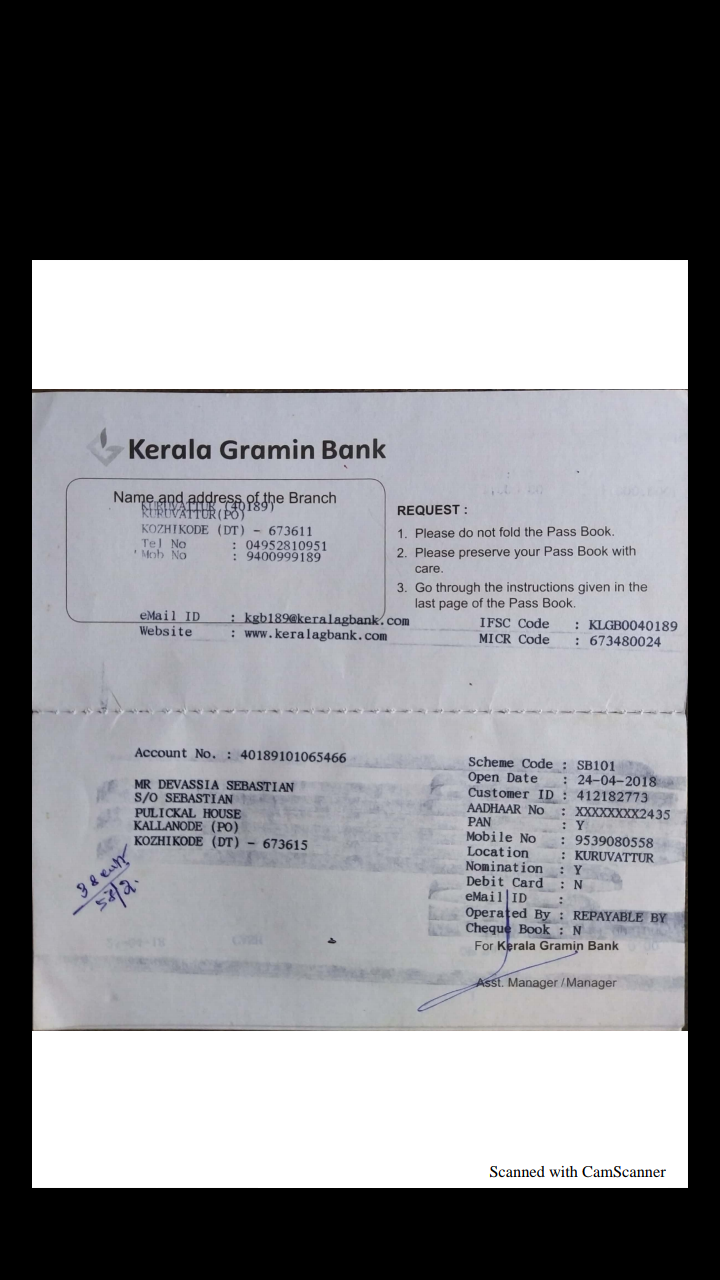 Kerala Gramin Bank
Name and address of the Branch
KURUVATTUR (40189)
KURUVATTUR(PO)
KOZHIKODE (DT) - 673611
Tel No : 04952810951
Mob No : 9400999189
eMail ID : kgb189@keralagbank.com
Website : www.keralagbank.com
REQUEST :
1. Please do not fold the Pass Book.
2. Please preserve your Pass Book with
care.
3. Go through the instructions given in the
last page of the Pass Book.
IFSC Code : KLGB0040189
MICR Code : 673480024
Account No. : 40189101065466
MR DEVASSIA SEBASTIAN
S/O SEBASTIAN
PULICKAL HOUSE
KALLANODE (PO)
KOZHIKODE (DT) - 673615
Scheme Code : SB101
Open Date : 24-04-2018
Customer ID : 412182773
AADHAAR No : XXXXXXXX2435
PAN : Y
Mobile No : 9539080558
Location : KURUVATTUR
Nomination : Y
Debit Card : N
eMail ID :
Operated By : REPAYABLE BY
Cheque Book : N
For Kerala Gramin Bank
Asst. Manager / Manager
Scanned with CamScanner